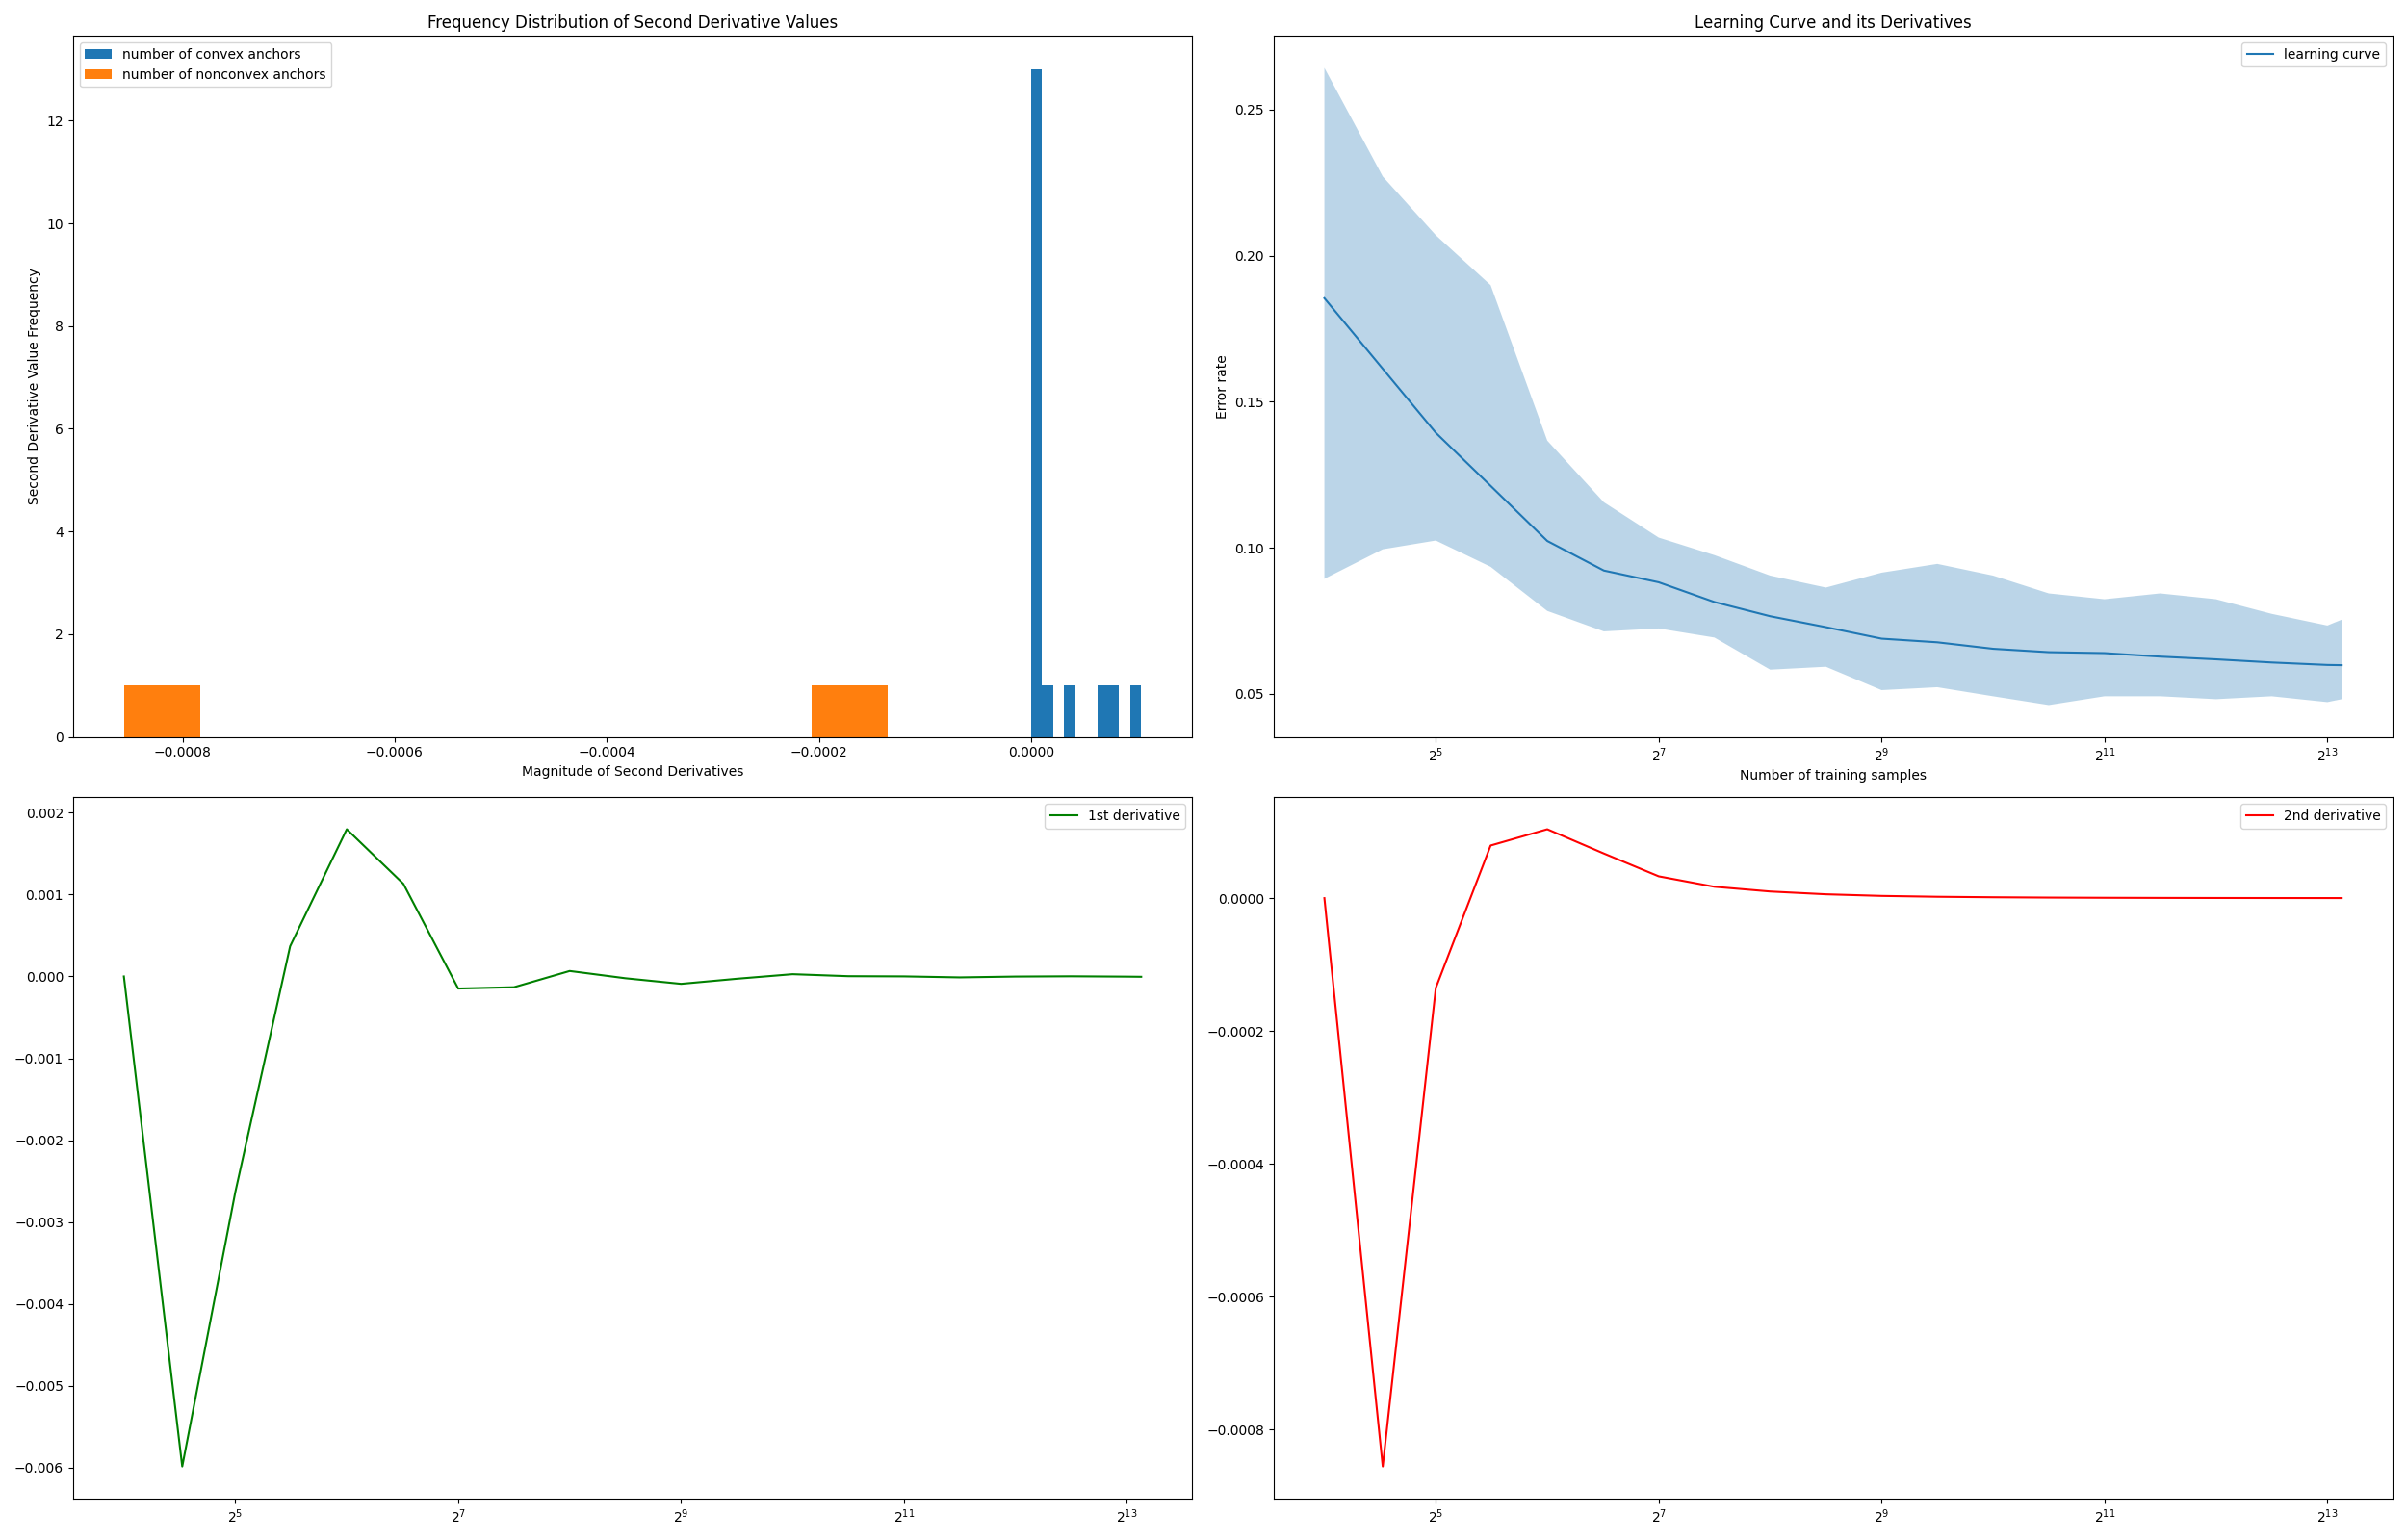 Frequency Distribution of Second Derivative Values
number of convex anchors
number of nonconvex anchors
Second Derivative Value Frequency
12
10
8
6
4
2
0
−0.0008 −0.0006 −0.0004 −0.0002 0.0000
Magnitude of Second Derivatives
Learning Curve and its Derivatives
learning curve
Error rate
0.25
0.20
0.15
0.10
0.05
2^5 2^7 2^9 2^11 2^13
Number of training samples
1st derivative
0.002
0.001
0.000
−0.001
−0.002
−0.003
−0.004
−0.005
−0.006
2^5 2^7 2^9 2^11 2^13
2nd derivative
0.0000
−0.0002
−0.0004
−0.0006
−0.0008
2^5 2^7 2^9 2^11 2^13